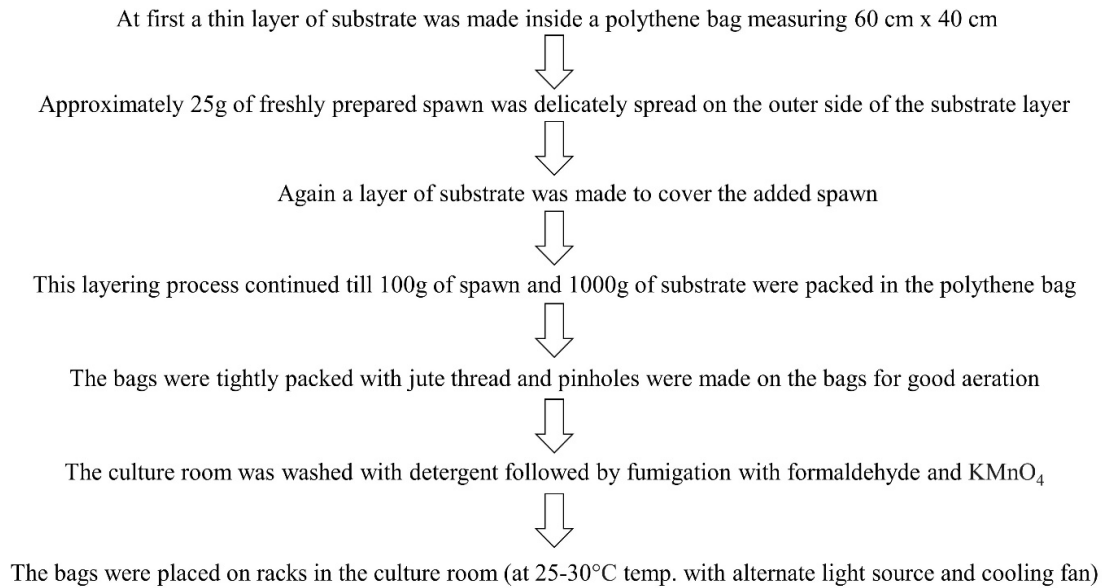 At first a thin layer of substrate was made inside a polythene bag measuring 60 cm x 40 cm
Approximately 25g of freshly prepared spawn was delicately spread on the outer side of the substrate layer
Again a layer of substrate was made to cover the added spawn
This layering process continued till 100g of spawn and 1000g of substrate were packed in the polythene bag
The bags were tightly packed with jute thread and pinholes were made on the bags for good aeration
The culture room was washed with detergent followed by fumigation with formaldehyde and KMnO₄
The bags were placed on racks in the culture room (at 25-30°C temp. with alternate light source and cooling fan)